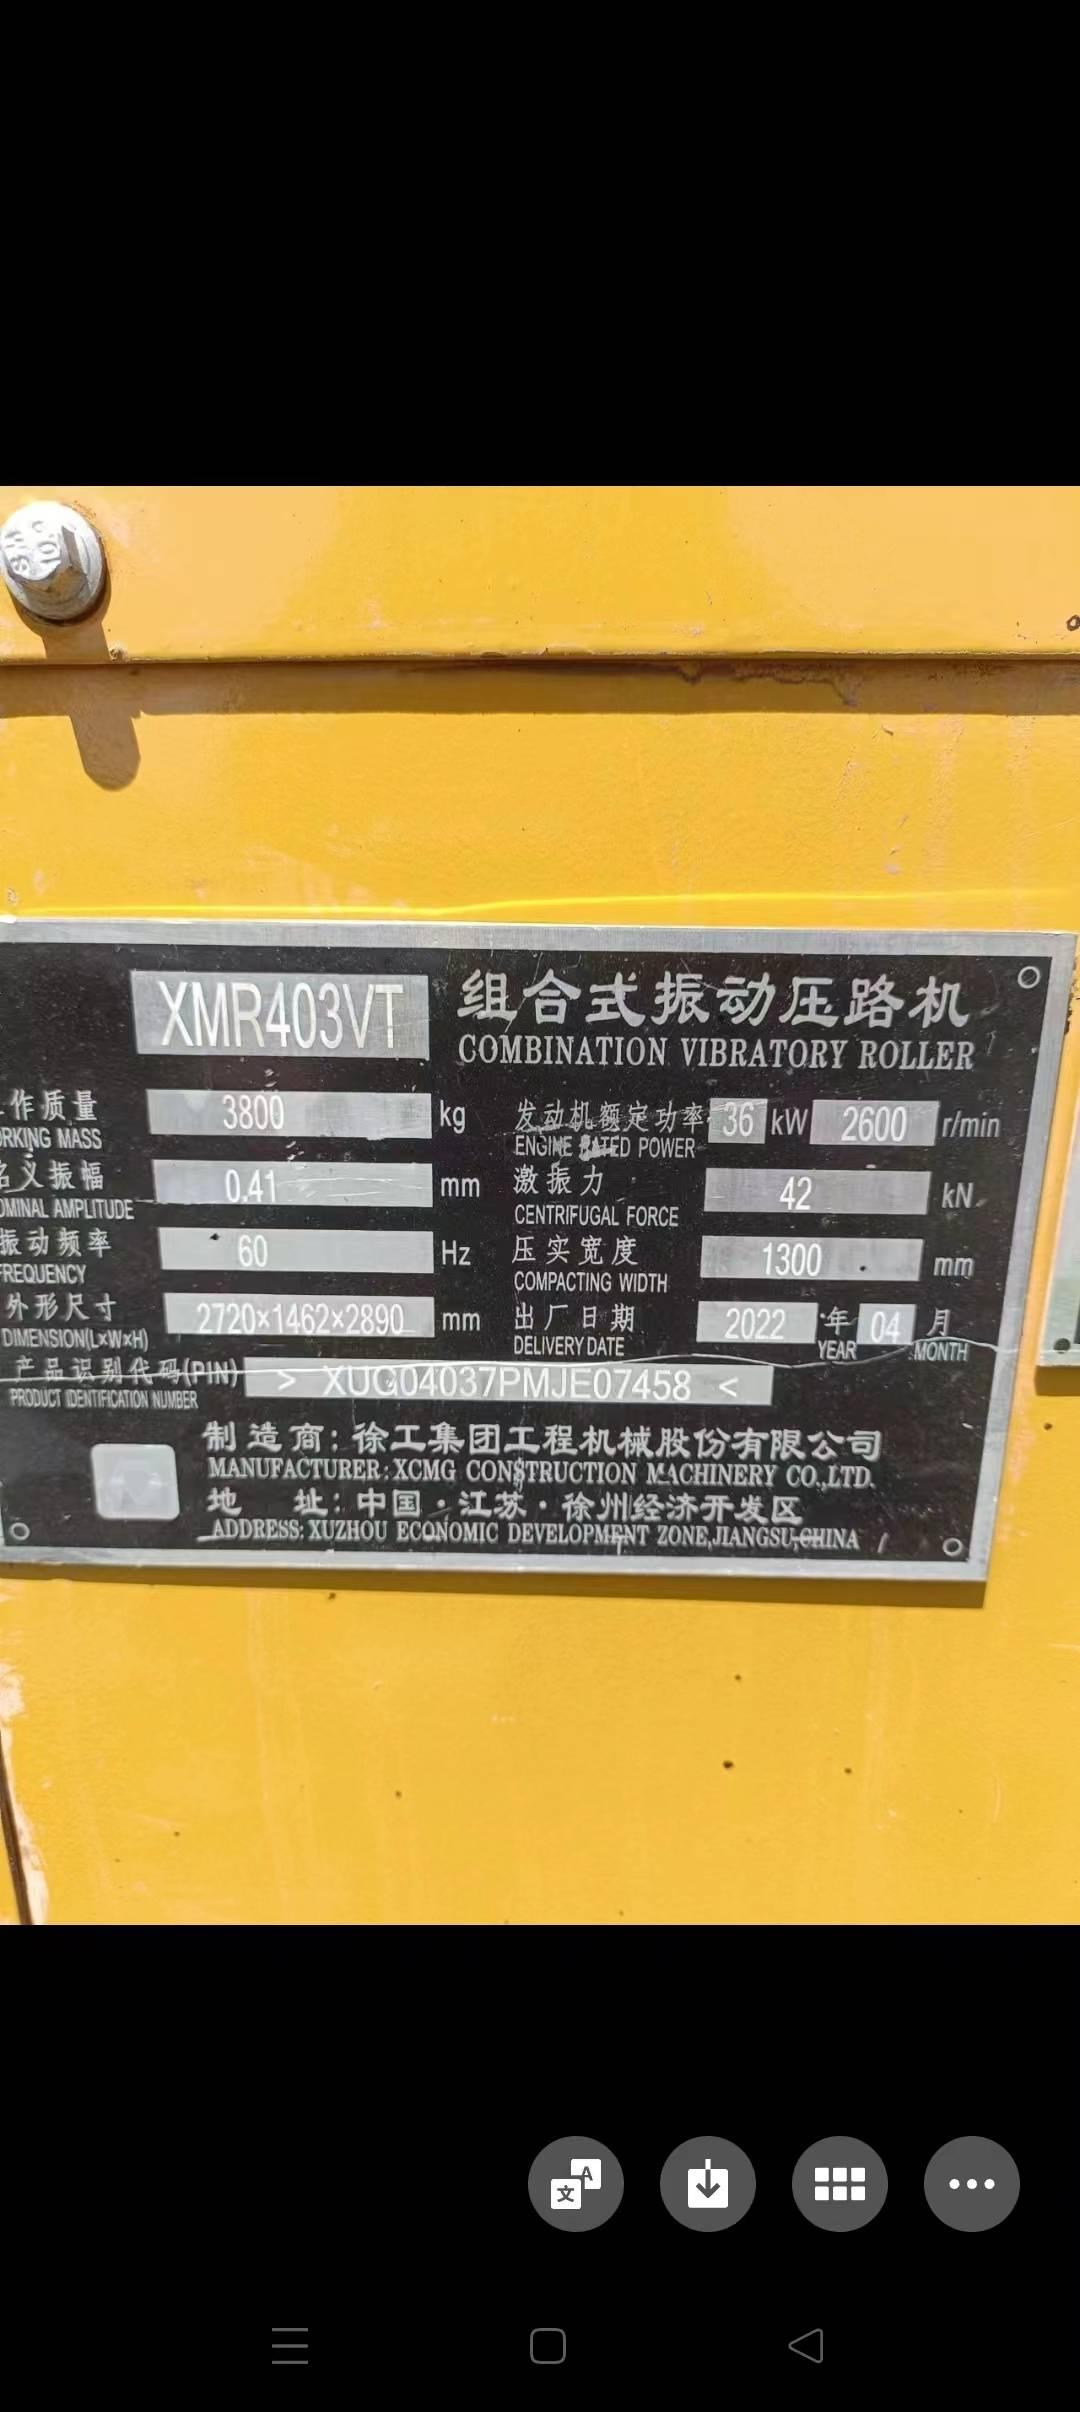 XMR403VT 组合式振动压路机
COMBINATION VIBRATORY ROLLER
作质量 3800 kg 发动机额定功率 36 kW 2600 r/min
RKING MASS ENGINE RATED POWER
名义振幅 0.41 mm 激振力 42 kN
OMINAL AMPLITUDE CENTRIFUGAL FORCE
振动频率 60 Hz 压实宽度 1300 mm
FREQUENCY COMPACTING WIDTH
外形尺寸 2720×1462×2890 mm 出厂日期 2022 年 04 月
DIMENSION(L×W×H) DELIVERY DATE YEAR MONTH
产品识别代码(PIN) > XUG04037PMJE07458 <
PRODUCT IDENTIFICATION NUMBER
制造商：徐工集团工程机械股份有限公司
MANUFACTURER: XCMG CONSTRUCTION MACHINERY CO.,LTD.
地 址：中国·江苏·徐州经济开发区
ADDRESS: XUZHOU ECONOMIC DEVELOPMENT ZONE,JIANGSU,CHINA